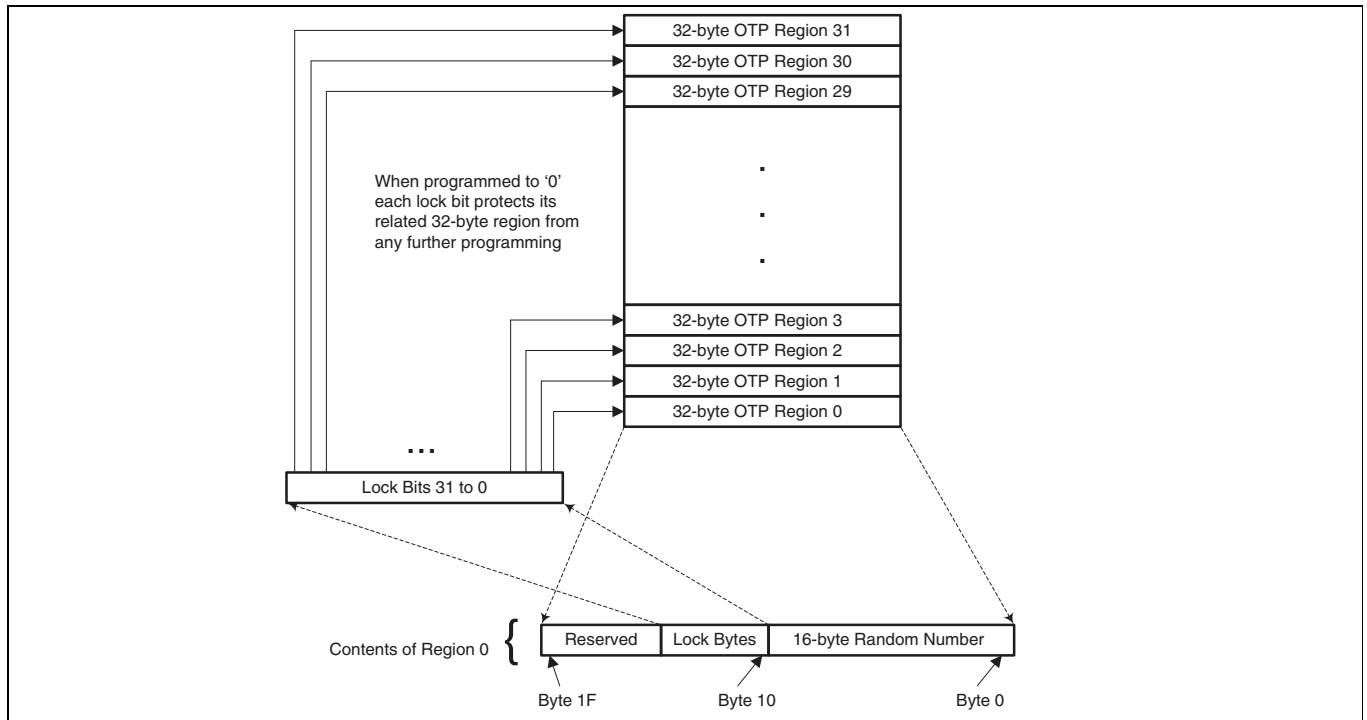 32-byte OTP Region 31
32-byte OTP Region 30
32-byte OTP Region 29
.
.
.
When programmed to ‘0’
each lock bit protects its
related 32-byte region from
any further programming
32-byte OTP Region 3
32-byte OTP Region 2
32-byte OTP Region 1
32-byte OTP Region 0
...
Lock Bits 31 to 0
Contents of Region 0 {
Reserved
Lock Bytes
16-byte Random Number
Byte 1F
Byte 10
Byte 0